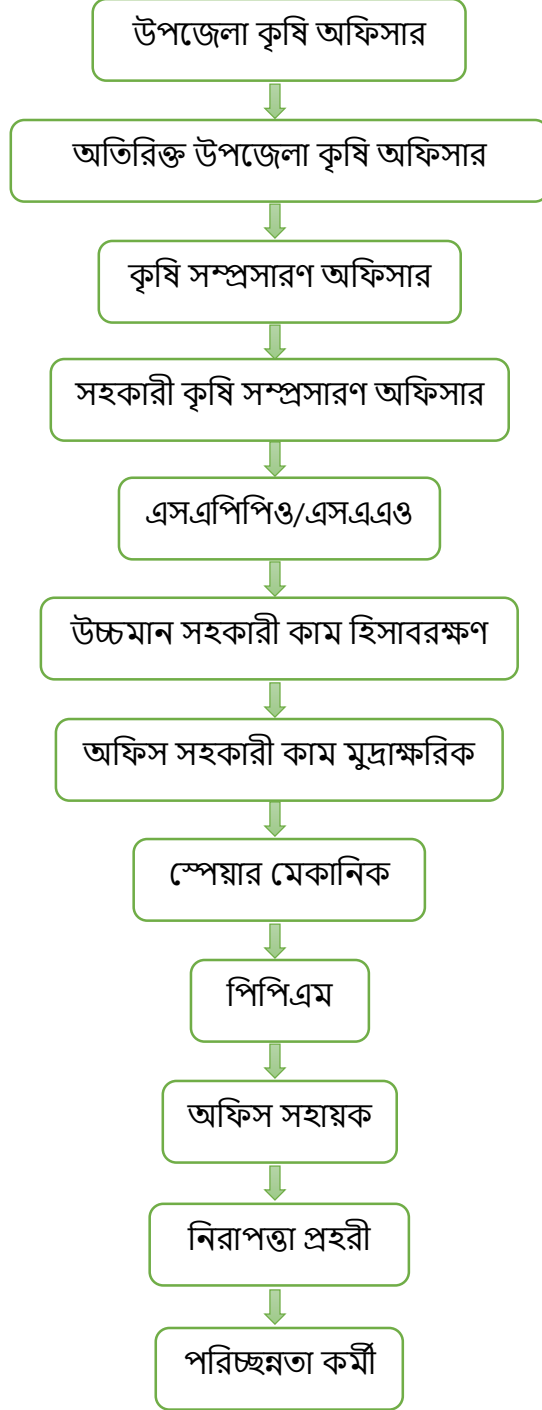 উপজেলা কৃষি অফিসার
অতিরিক্ত উপজেলা কৃষি অফিসার
কৃষি সম্প্রসারণ অফিসার
সহকারী কৃষি সম্প্রসারণ অফিসার
এসএপিপিও/এসএএও
উচ্চমান সহকারী কাম হিসাবরক্ষণ
অফিস সহকারী কাম মুদ্রাক্ষরিক
স্পেয়ার মেকানিক
পিপিএম
অফিস সহায়ক
নিরাপত্তা প্রহরী
পরিচ্ছন্নতা কর্মী